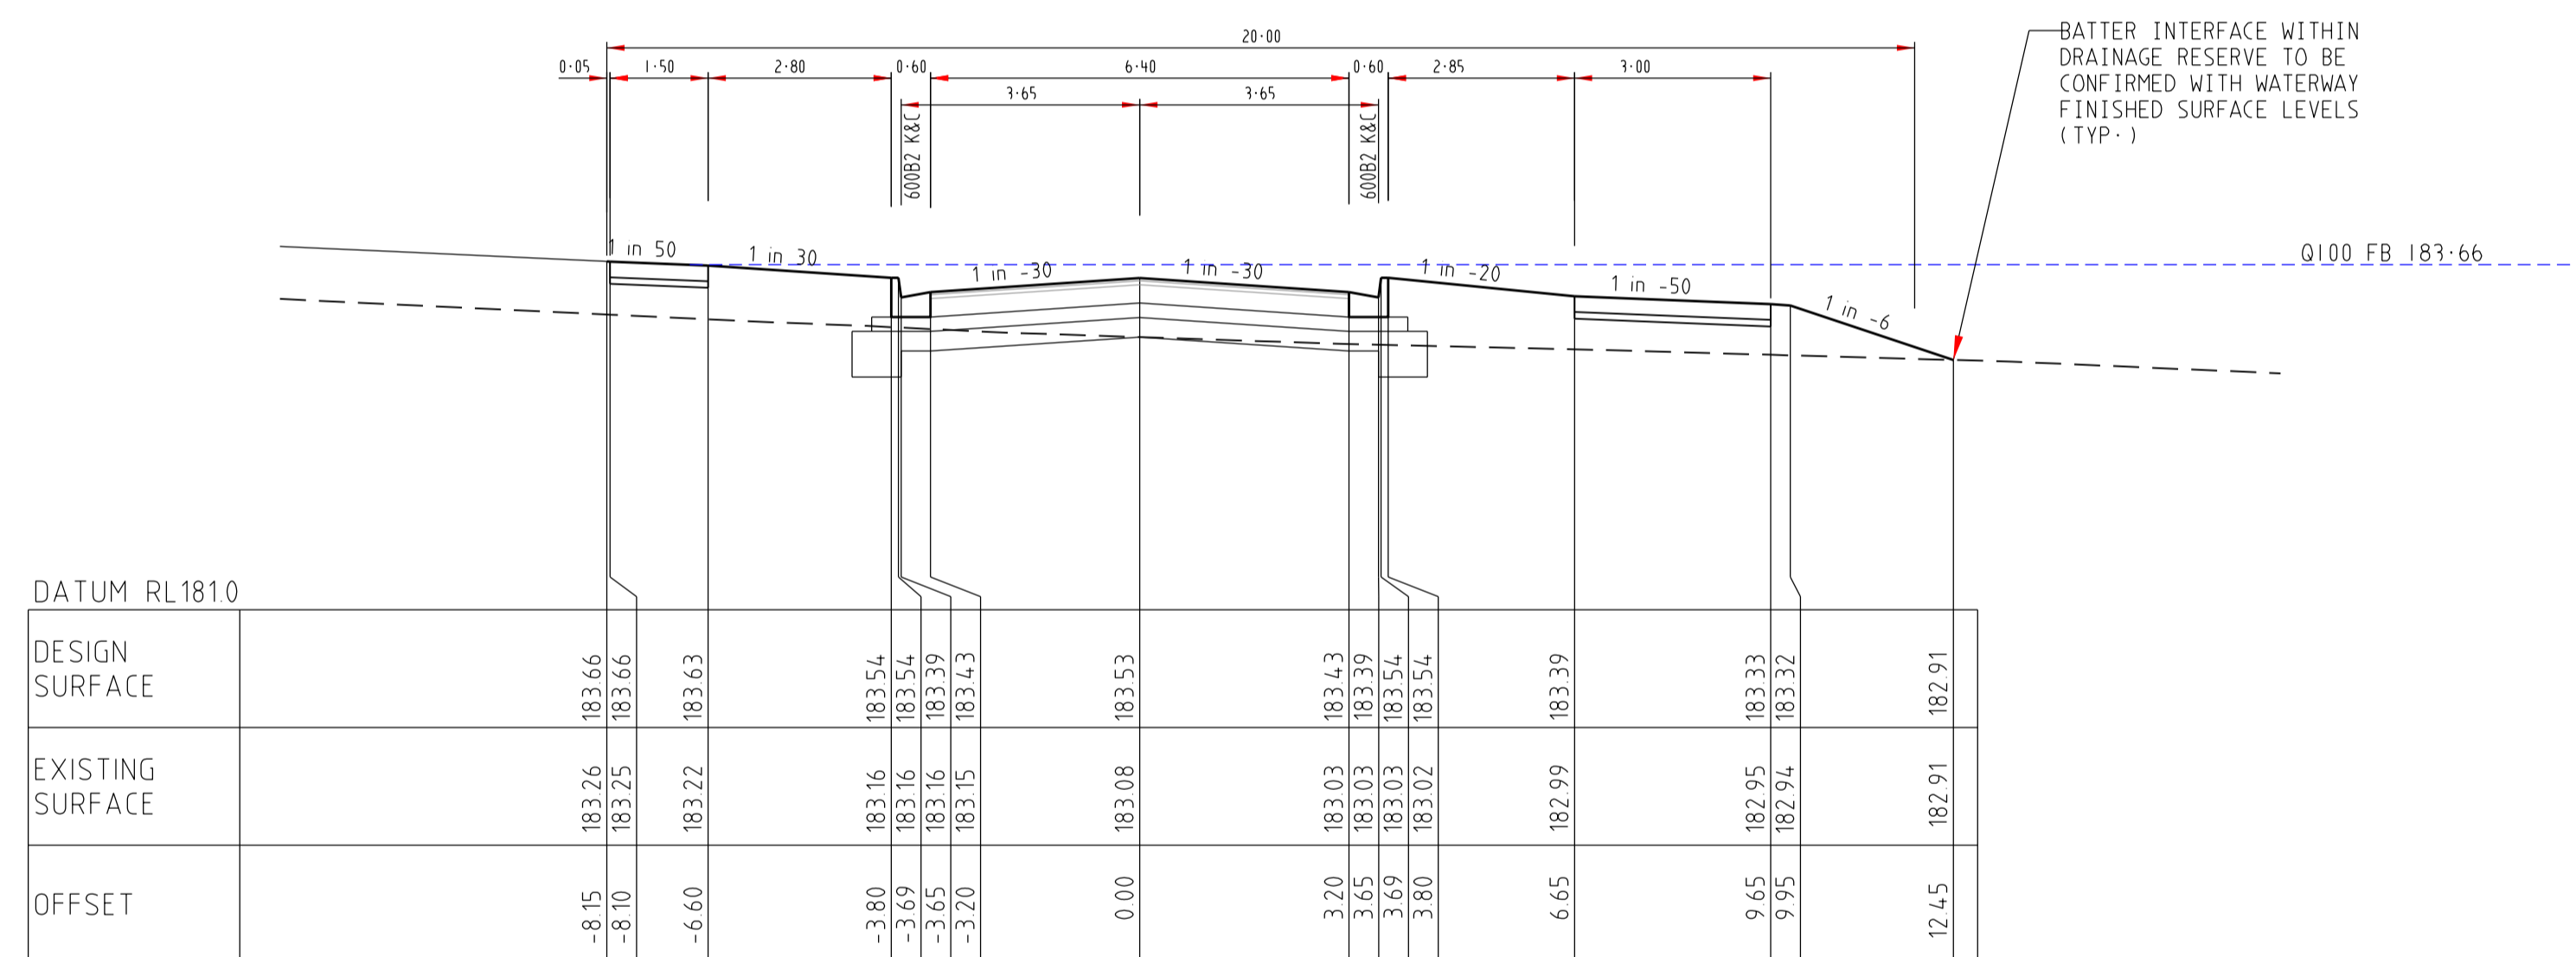 20·00
0·05 1·50 2·80 0·60 6·40 0·60 2·85 3·00
3·65 3·65
600B2 K&C
600B2 K&C
BATTER INTERFACE WITHIN
DRAINAGE RESERVE TO BE
CONFIRMED WITH WATERWAY
FINISHED SURFACE LEVELS
(TYP·)
1 in 50
1 in 30
1 in -30
1 in -30
1 in -20
1 in -50
1 in -6
Q100 FB 183·66
DATUM RL181.0
DESIGN
SURFACE
183.66 183.66 183.63 183.54 183.54 183.39 183.43 183.53 183.43 183.39 183.54 183.54 183.39 183.33 183.32 182.91
EXISTING
SURFACE
183.26 183.25 183.22 183.16 183.16 183.16 183.15 183.08 183.03 183.03 183.03 183.02 182.99 182.95 182.94 182.91
OFFSET
-8.15 -8.10 -6.60 -3.80 -3.69 -3.65 -3.20 0.00 3.20 3.65 3.69 3.80 6.65 9.65 9.95 12.45